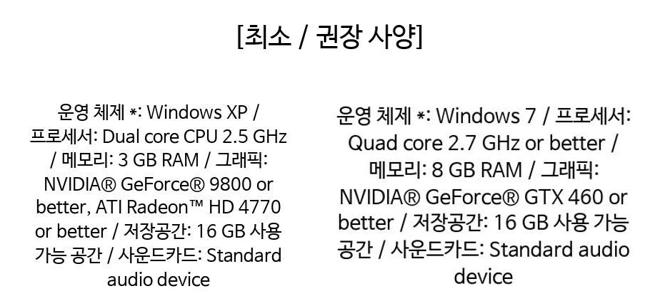 [최소 / 권장 사양]
운영 체제 *: Windows XP /
프로세서: Dual core CPU 2.5 GHz
/ 메모리: 3 GB RAM / 그래픽:
NVIDIA® GeForce® 9800 or
better, ATI Radeon™ HD 4770
or better / 저장공간: 16 GB 사용
가능 공간 / 사운드카드: Standard
audio device
운영 체제 *: Windows 7 / 프로세서:
Quad core 2.7 GHz or better /
메모리: 8 GB RAM / 그래픽:
NVIDIA® GeForce® GTX 460 or
better / 저장공간: 16 GB 사용 가능
공간 / 사운드카드: Standard audio
device